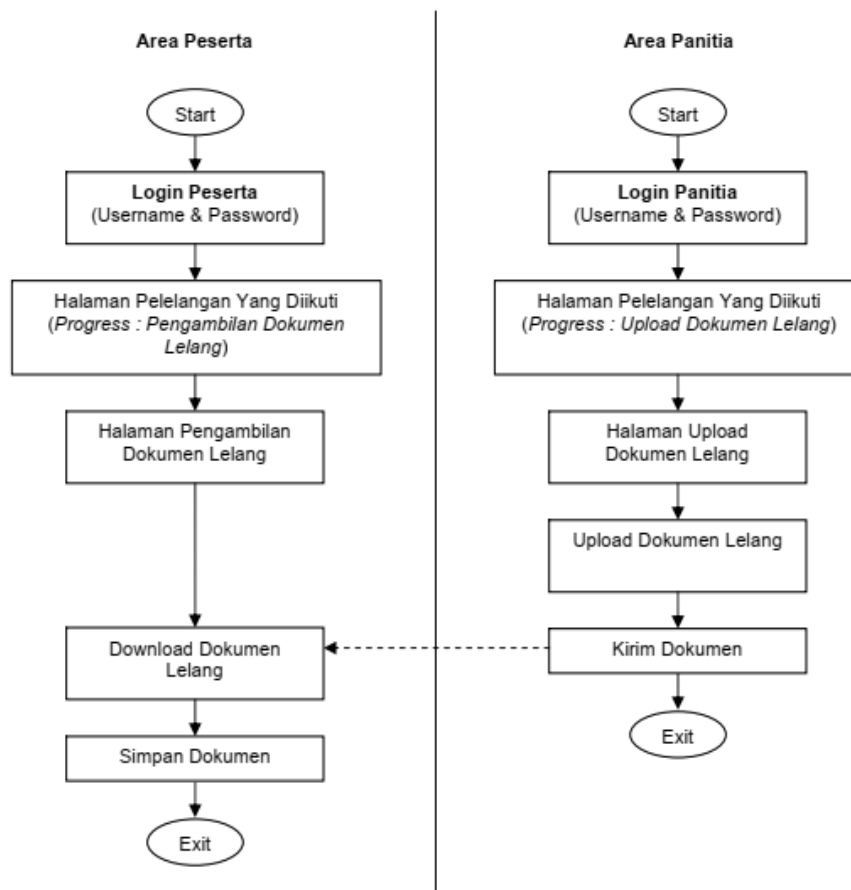 Area Peserta
Start
Login Peserta
(Username & Password)
Halaman Pelelangan Yang Diikuti
(Progress : Pengambilan Dokumen
Lelang)
Halaman Pengambilan
Dokumen Lelang
Download Dokumen
Lelang
Simpan Dokumen
Exit
Area Panitia
Start
Login Panitia
(Username & Password)
Halaman Pelelangan Yang Diikuti
(Progress : Upload Dokumen Lelang)
Halaman Upload
Dokumen Lelang
Upload Dokumen Lelang
Kirim Dokumen
Exit